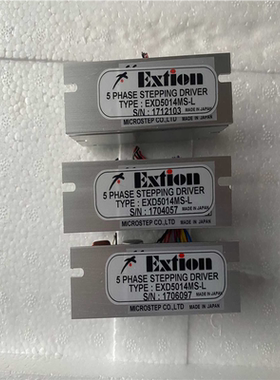 Extion
5 PHASE STEPPING DRIVER
TYPE : EXD5014MS-L
S/N : 1712103 MADE IN JAPAN
MICROSTEP CO.,LTD
Extion
5 PHASE STEPPING DRIVER
TYPE : EXD5014MS-L
S/N : 1704057 MADE IN JAPAN
MICROSTEP CO.,LTD
Extion
5 PHASE STEPPING DRIVER
TYPE : EXD5014MS-L
S/N : 1706097 MADE IN JAPAN
MICROSTEP CO.,LTD